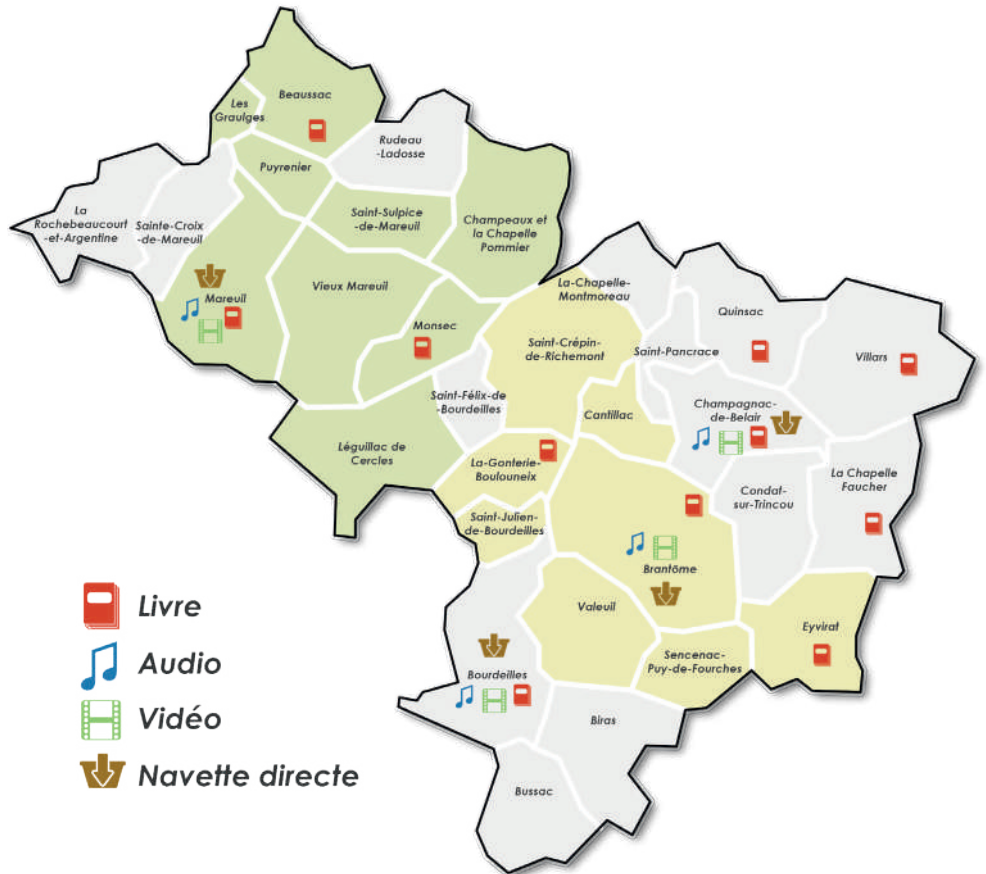 Beaussac
Les
Graulges
Rudeau
-Ladosse
Puyrenier
La
Rochebeaucourt
-et-Argentine
Sainte-Croix
-de-Mareuil
Saint-Sulpice
-de-Mareuil
Champeaux et
la Chapelle
Pommier
Mareuil
Vieux Mareuil
Monsec
La-Chapelle-
Montmoreau
Quinsac
Saint-Crépin-
de-Richemont
Saint-Pancrace
Villars
Saint-Félix-de
-Bourdeilles
Cantillac
Champagnac-
de-Belair
Léguillac de
Cercles
La-Gonterie-
Boulouneix
Condat-
sur-Trincou
La Chapelle
Faucher
Saint-Julien-
de-Bourdeilles
Brantôme
Valeuil
Eyvirat
Sencenac-
Puy-de-Fourches
Bourdeilles
Biras
Bussac
Livre
Audio
Vidéo
Navette directe